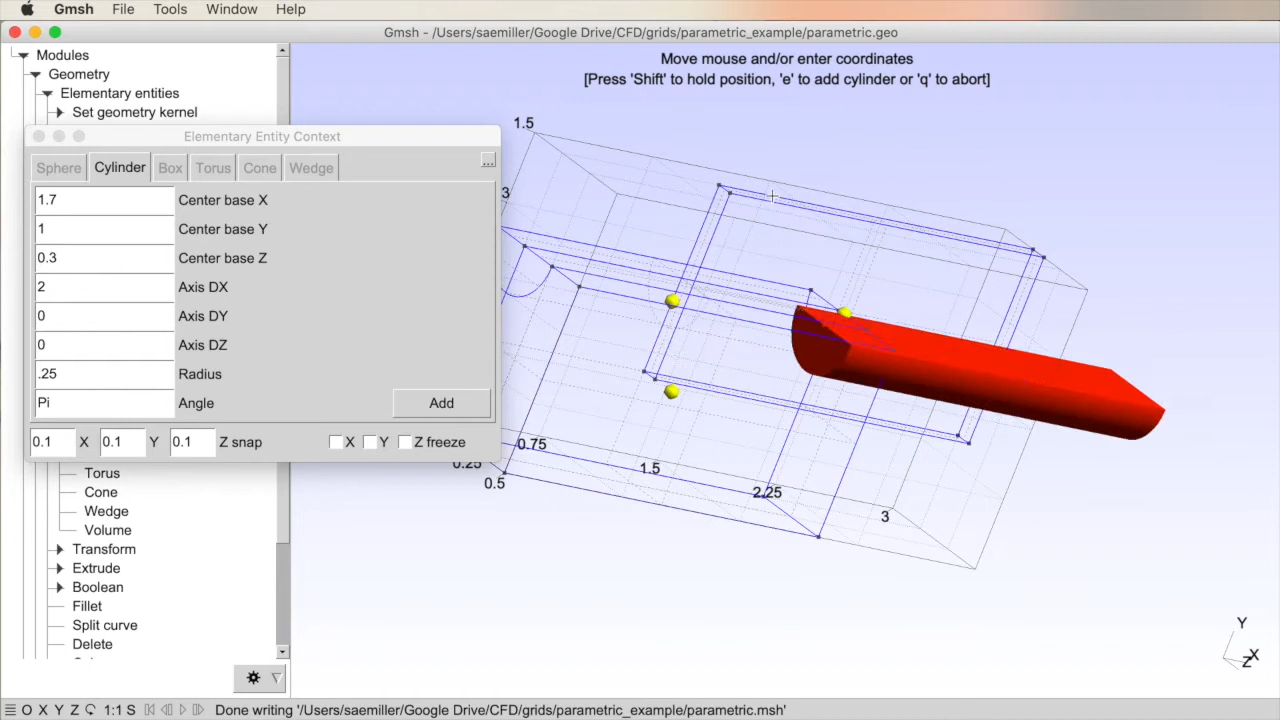 Gmsh File Tools Window Help
Gmsh - /Users/saemiller/Google Drive/CFD/grids/parametric_example/parametric.geo
Modules
Geometry
Elementary entities
Set geometry kernel
Elementary Entity Context
Sphere Cylinder Box Torus Cone Wedge ...
1.7 Center base X
1 Center base Y
0.3 Center base Z
2 Axis DX
0 Axis DY
0 Axis DZ
.25 Radius
Pi Angle Add
0.1 X 0.1 Y 0.1 Z snap X Y Z freeze
Torus
Cone
Wedge
Volume
Transform
Extrude
Boolean
Fillet
Split curve
Delete
Move mouse and/or enter coordinates
[Press 'Shift' to hold position, 'e' to add cylinder or 'q' to abort]
1.5
3
0.75
0.25
0.5
1.5
2.25
3
Y
X
Z
O X Y Z 1:1 S Done writing '/Users/saemiller/Google Drive/CFD/grids/parametric_example/parametric.msh'